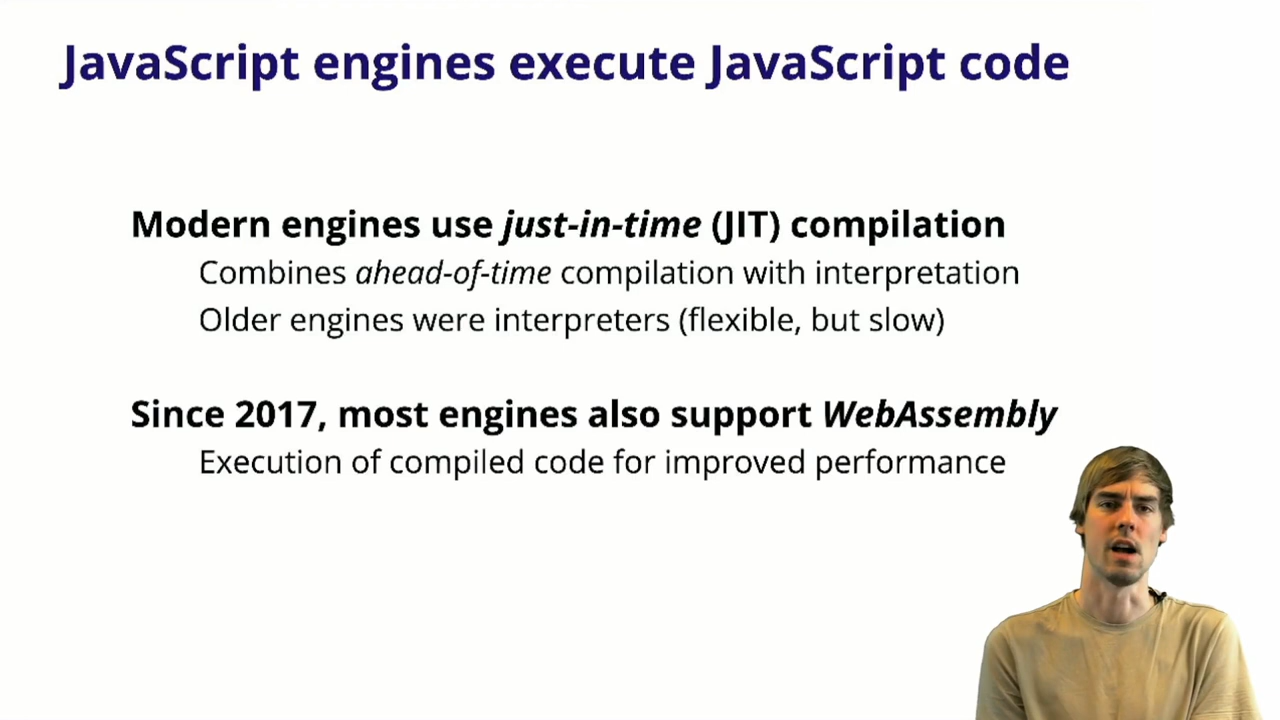 JavaScript engines execute JavaScript code
Modern engines use just-in-time (JIT) compilation
Combines ahead-of-time compilation with interpretation
Older engines were interpreters (flexible, but slow)
Since 2017, most engines also support WebAssembly
Execution of compiled code for improved performance